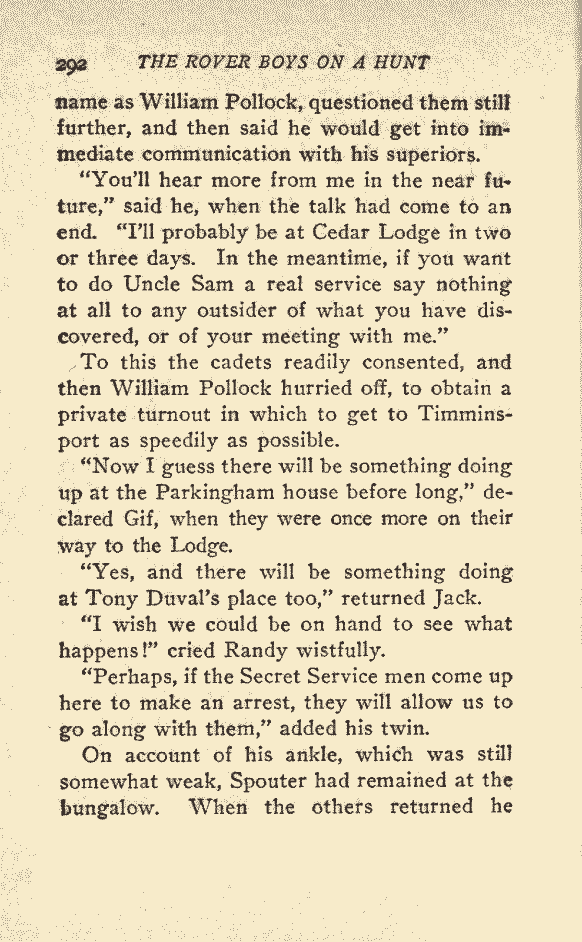 292 THE ROVER BOYS ON A HUNT
name as William Pollock, questioned them still
further, and then said he would get into im-
mediate communication with his superiors.
"You'll hear more from me in the near fu-
ture," said he, when the talk had come to an
end. "I'll probably be at Cedar Lodge in two
or three days. In the meantime, if you want
to do Uncle Sam a real service say nothing
at all to any outsider of what you have dis-
covered, or of your meeting with me."
To this the cadets readily consented, and
then William Pollock hurried off, to obtain a
private turnout in which to get to Timmins-
port as speedily as possible.
"Now I guess there will be something doing
up at the Parkingham house before long," de-
clared Gif, when they were once more on their
way to the Lodge.
"Yes, and there will be something doing
at Tony Duval's place too," returned Jack.
"I wish we could be on hand to see what
happens!" cried Randy wistfully.
"Perhaps, if the Secret Service men come up
here to make an arrest, they will allow us to
go along with them," added his twin.
On account of his ankle, which was still
somewhat weak, Spouter had remained at the
bungalow. When the others returned he